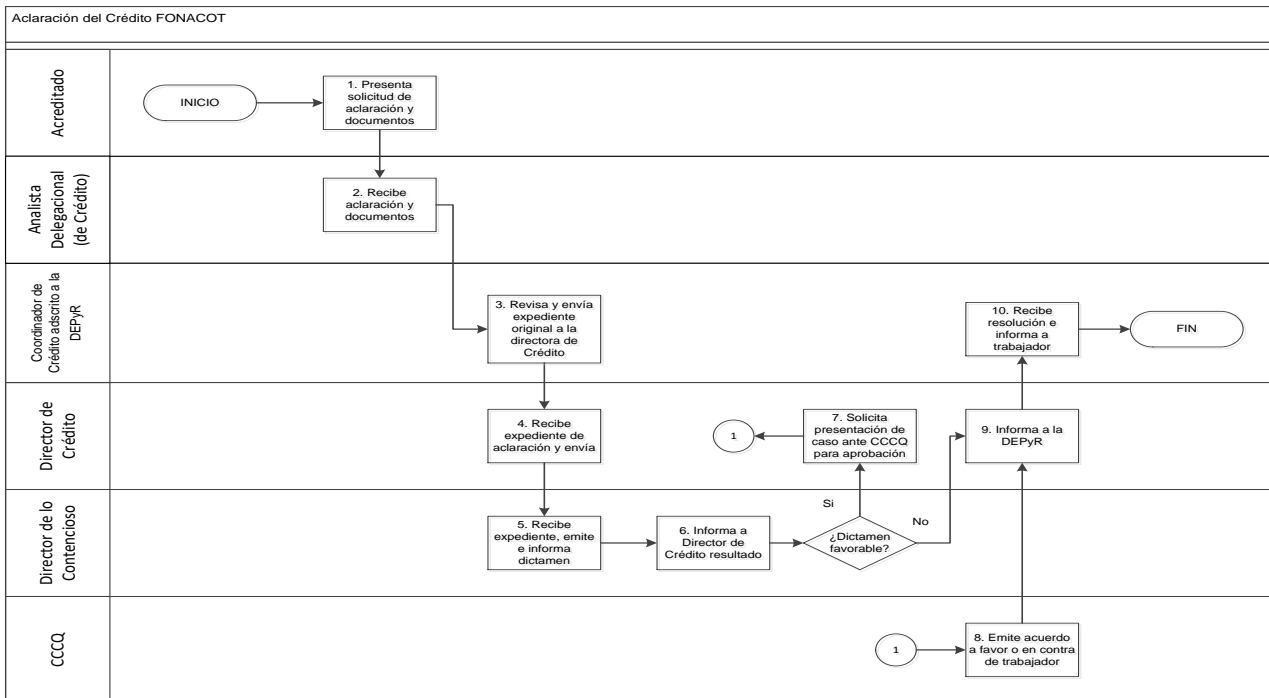 Aclaración del Crédito FONACOT
Acreditado
INICIO
1. Presenta
solicitud de
aclaración y
documentos
Analista
Delegacional
(de Crédito)
2. Recibe
aclaración y
documentos
Coordinador de
Crédito adscrito a la
DEPyR
3. Revisa y envía
expediente
original a la
directora de
Crédito
10. Recibe
resolución e
informa a
trabajador
FIN
Director de
Crédito
4. Recibe
expediente de
aclaración y envía
1
7. Solicita
presentación de
caso ante CCCQ
para aprobación
9. Informa a la
DEPyR
Director de lo
Contencioso
5. Recibe
expediente, emite
e informa
dictamen
6. Informa a
Director de
Crédito resultado
Si
¿Dictamen
favorable?
No
CCCQ
1
8. Emite acuerdo
a favor o en contra
de trabajador